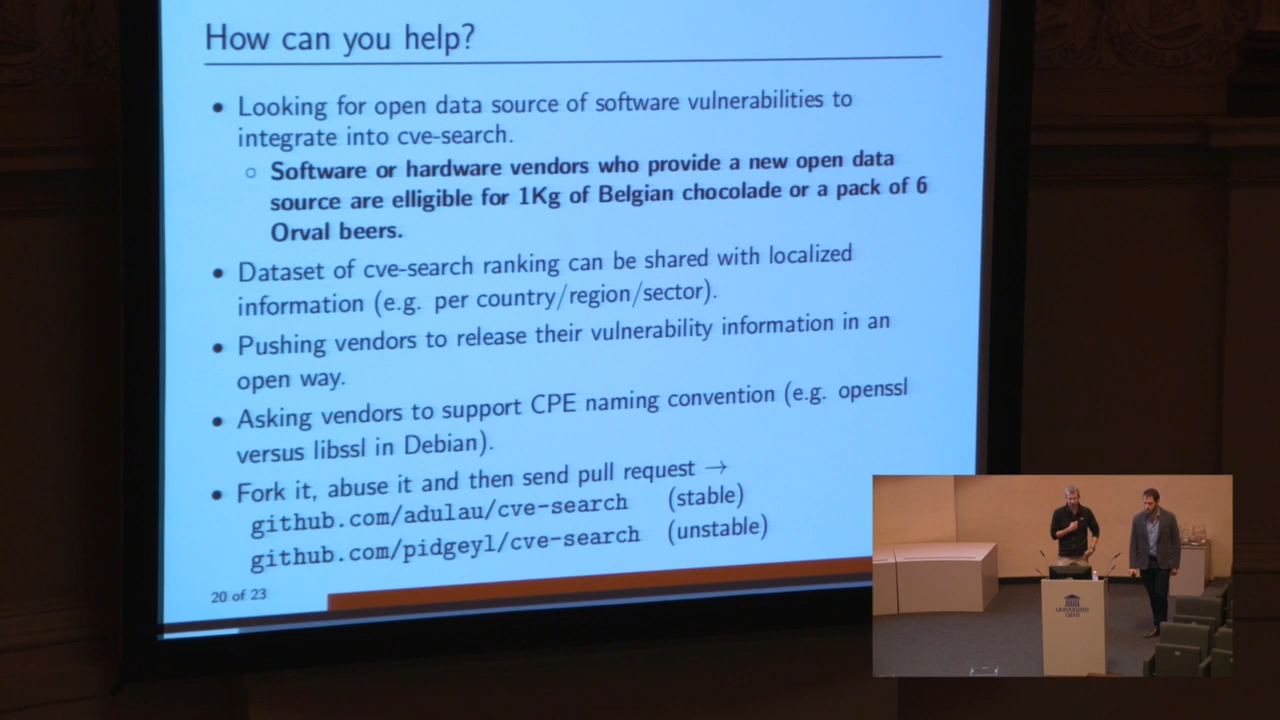 How can you help?
• Looking for open data source of software vulnerabilities to
integrate into cve-search.
○ Software or hardware vendors who provide a new open data
source are elligible for 1Kg of Belgian chocolade or a pack of 6
Orval beers.
• Dataset of cve-search ranking can be shared with localized
information (e.g. per country/region/sector).
• Pushing vendors to release their vulnerability information in an
open way.
• Asking vendors to support CPE naming convention (e.g. openssl
versus libssl in Debian).
• Fork it, abuse it and then send pull request →
github.com/adulau/cve-search (stable)
github.com/pidgeyl/cve-search (unstable)
20 of 23
UNIVERSITEIT
GENT